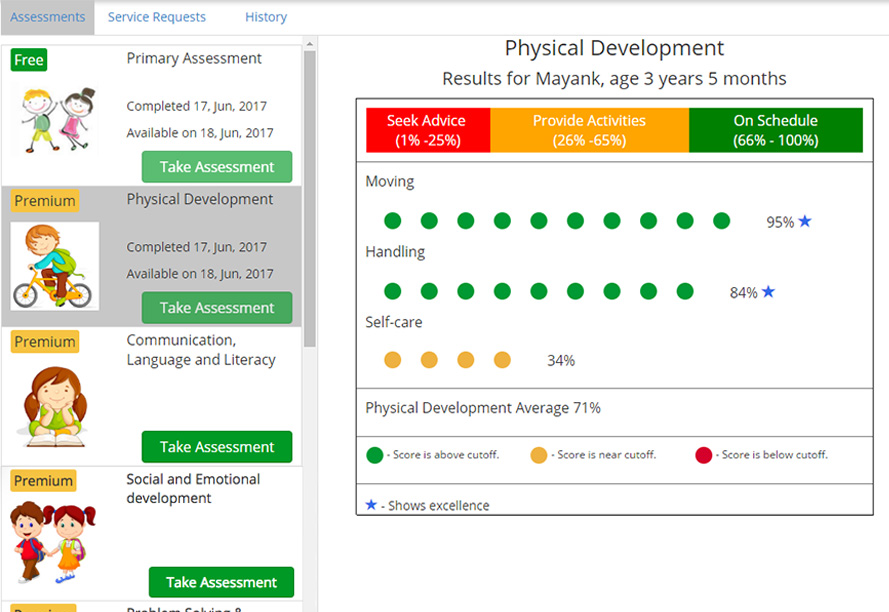 Assessments Service Requests History
Free
Primary Assessment
Completed 17, Jun, 2017
Available on 18, Jun, 2017
Take Assessment
Premium
Physical Development
Completed 17, Jun, 2017
Available on 18, Jun, 2017
Take Assessment
Premium
Communication,
Language and Literacy
Take Assessment
Premium
Social and Emotional
development
Take Assessment
Premium
Problem Solving &
Physical Development
Results for Mayank, age 3 years 5 months
Seek Advice
(1% -25%)
Provide Activities
(26% -65%)
On Schedule
(66% - 100%)
Moving
95%
Handling
84%
Self-care
34%
Physical Development Average 71%
- Score is above cutoff. - Score is near cutoff. - Score is below cutoff.
- Shows excellence